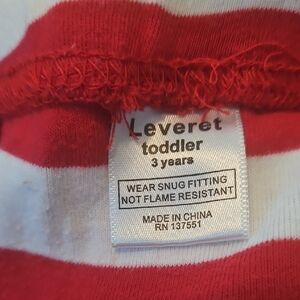 Leveret
toddler
3 years
WEAR SNUG FITTING
NOT FLAME RESISTANT
MADE IN CHINA
RN 137551